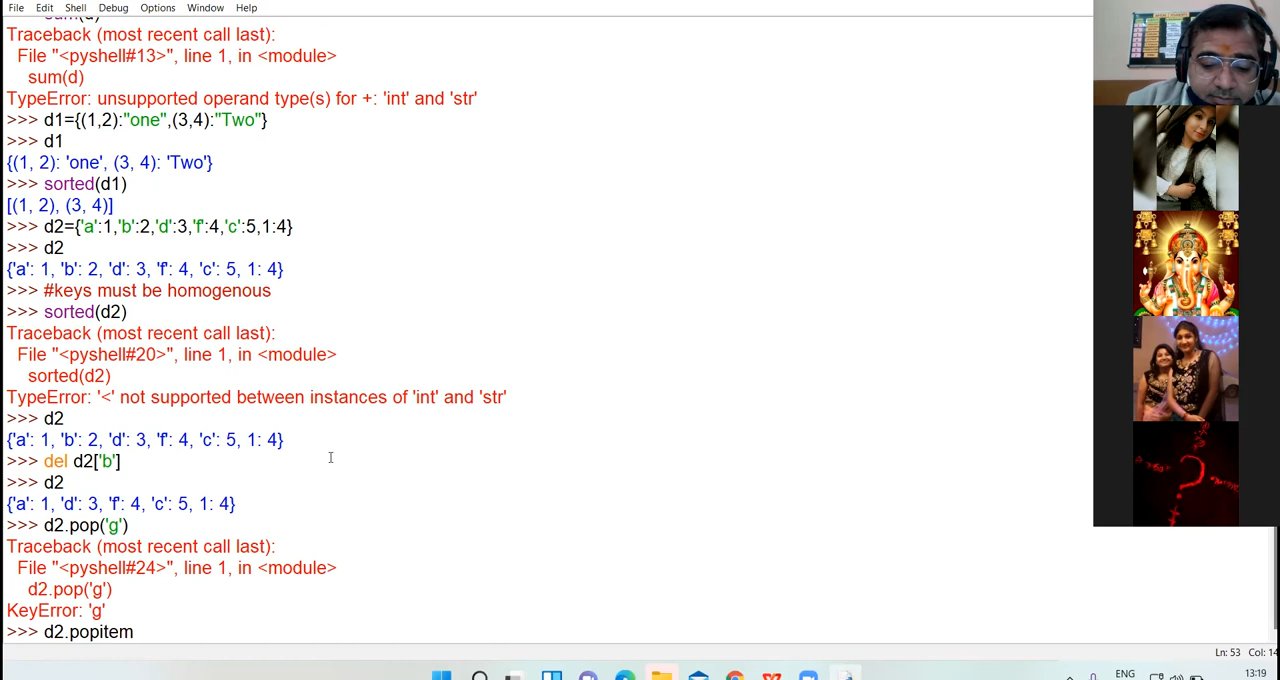 File Edit Shell Debug Options Window Help
sum(d)
Traceback (most recent call last):
File "<pyshell#13>", line 1, in <module>
sum(d)
TypeError: unsupported operand type(s) for +: 'int' and 'str'
>>> d1={(1,2):"one",(3,4):"Two"}
>>> d1
{(1, 2): 'one', (3, 4): 'Two'}
>>> sorted(d1)
[(1, 2), (3, 4)]
>>> d2={'a':1,'b':2,'d':3,'f':4,'c':5,1:4}
>>> d2
{'a': 1, 'b': 2, 'd': 3, 'f': 4, 'c': 5, 1: 4}
>>> #keys must be homogenous
>>> sorted(d2)
Traceback (most recent call last):
File "<pyshell#20>", line 1, in <module>
sorted(d2)
TypeError: '<' not supported between instances of 'int' and 'str'
>>> d2
{'a': 1, 'b': 2, 'd': 3, 'f': 4, 'c': 5, 1: 4}
>>> del d2['b']
>>> d2
{'a': 1, 'd': 3, 'f': 4, 'c': 5, 1: 4}
>>> d2.pop('g')
Traceback (most recent call last):
File "<pyshell#24>", line 1, in <module>
d2.pop('g')
KeyError: 'g'
>>> d2.popitem
Ln: 53 Col: 14
ENG
13:19